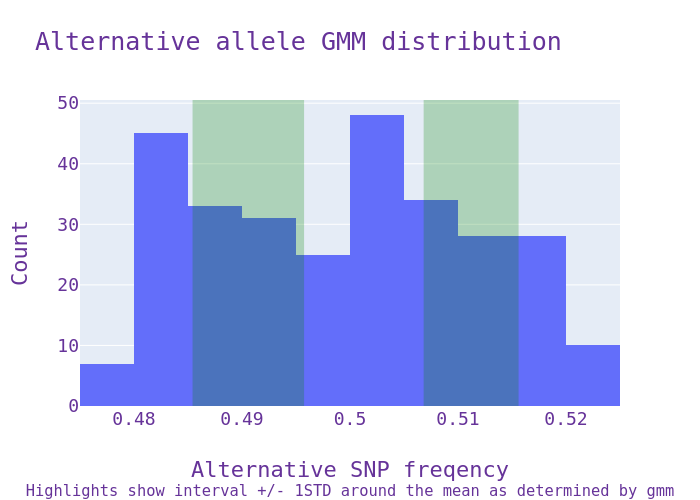 Alternative allele GMM distribution
50
40
30
20
10
0
Count
0.48 0.49 0.5 0.51 0.52
Alternative SNP freqency
Highlights show interval +/- 1STD around the mean as determined by gmm